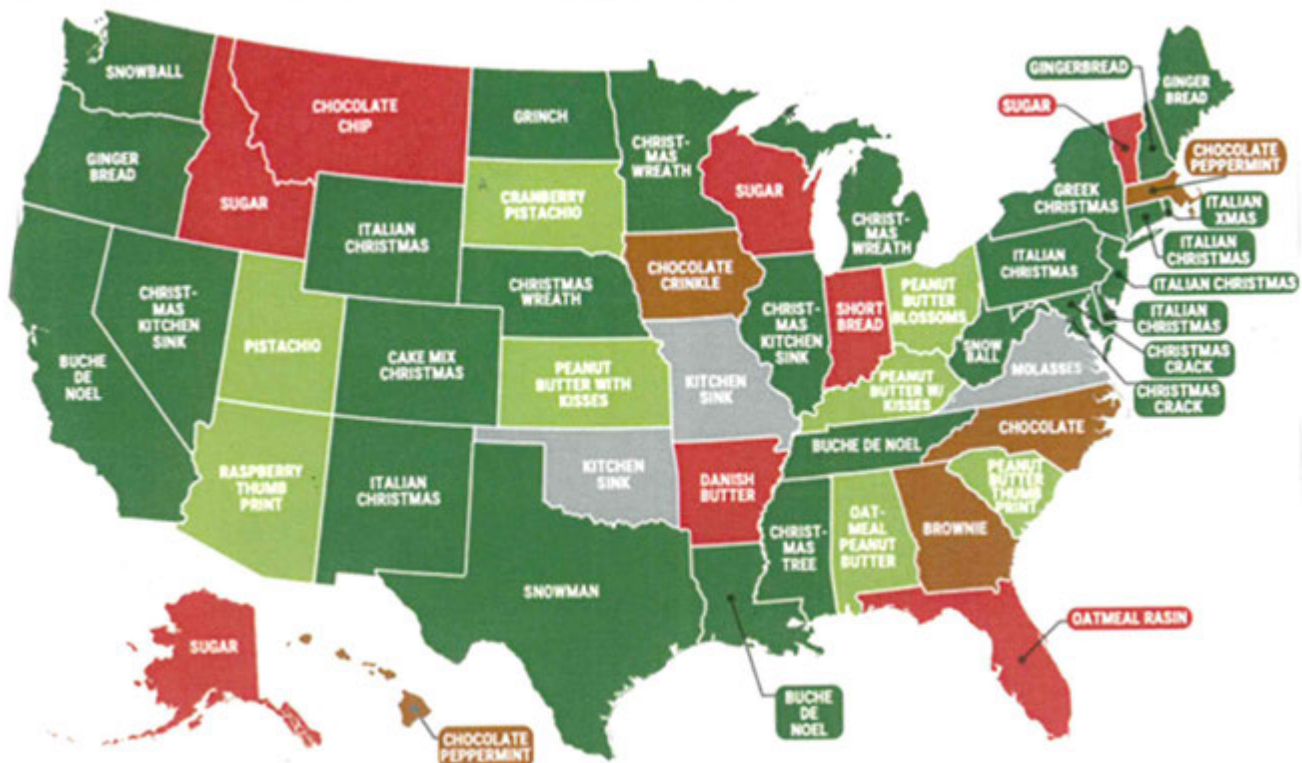 SNOWBALL
CHOCOLATE
CHIP
GRINCH
GINGERBREAD
GINGER
BREAD
SUGAR
CHRIST-
MAS
WREATH
CHOCOLATE
PEPPERMINT
GINGER
BREAD
SUGAR
CRANBERRY
PISTACHIO
SUGAR
GREEK
CHRISTMAS
ITALIAN
XMAS
ITALIAN
CHRISTMAS
CHRIST-
MAS
WREATH
ITALIAN
CHRISTMAS
ITALIAN
CHRISTMAS
CHRIST-
MAS
KITCHEN
SINK
CHRISTMAS
WREATH
CHOCOLATE
CRINKLE
CHRIST-
MAS
KITCHEN
SINK
SHORT
BREAD
PEANUT
BUTTER
BLOSSOMS
ITALIAN CHRISTMAS
ITALIAN
CHRISTMAS
BUCHE
DE
NOEL
PISTACHIO
CAKE MIX
CHRISTMAS
PEANUT
BUTTER WITH
KISSES
KITCHEN
SINK
PEANUT
BUTTER W/
KISSES
SNOW
BALL
MOLASSES
CHRISTMAS
CRACK
CHRISTMAS
CRACK
RASPBERRY
THUMB
PRINT
ITALIAN
CHRISTMAS
KITCHEN
SINK
DANISH
BUTTER
BUCHE DE NOEL
CHOCOLATE
PEANUT
BUTTER
THUMB
PRINT
CHRIST-
MAS
TREE
OAT-
MEAL
PEANUT
BUTTER
BROWNIE
SNOWMAN
OATMEAL RASIN
SUGAR
BUCHE
DE
NOEL
CHOCOLATE
PEPPERMINT